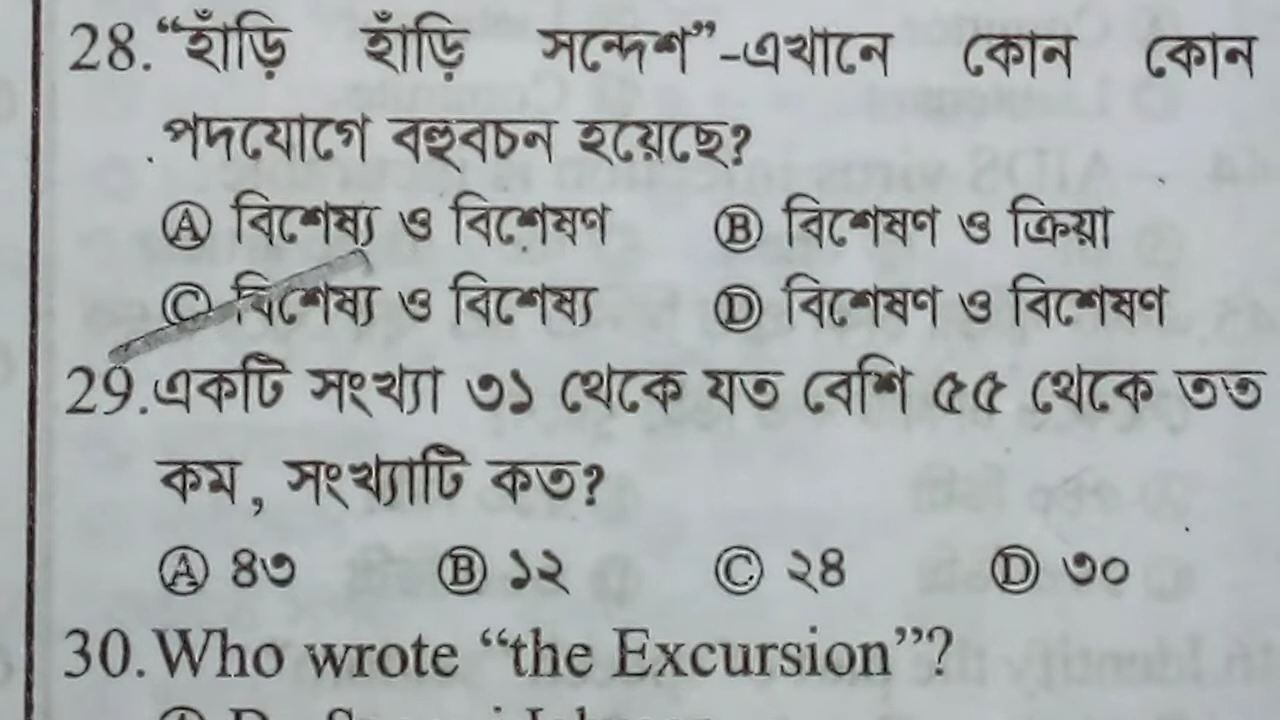 28. “হাঁড়ি হাঁড়ি সন্দেশ”-এখানে কোন কোন
পদযোগে বহুবচন হয়েছে?
Ⓐ বিশেষ্য ও বিশেষণ Ⓑ বিশেষণ ও ক্রিয়া
Ⓒ বিশেষ্য ও বিশেষ্য Ⓓ বিশেষণ ও বিশেষণ
29. একটি সংখ্যা ৩১ থেকে যত বেশি ৫৫ থেকে তত
কম, সংখ্যাটি কত?
Ⓐ ৪৩ Ⓑ ১২ Ⓒ ২৪ Ⓓ ৩০
30. Who wrote “the Excursion”?